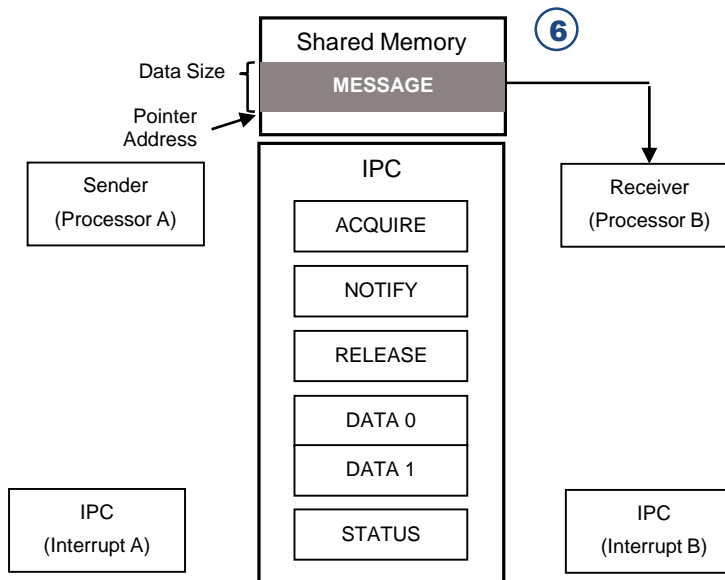 Shared Memory
6
Data Size
MESSAGE
Pointer
Address
IPC
Sender
(Processor A)
Receiver
(Processor B)
ACQUIRE
NOTIFY
RELEASE
DATA 0
DATA 1
STATUS
IPC
(Interrupt A)
IPC
(Interrupt B)